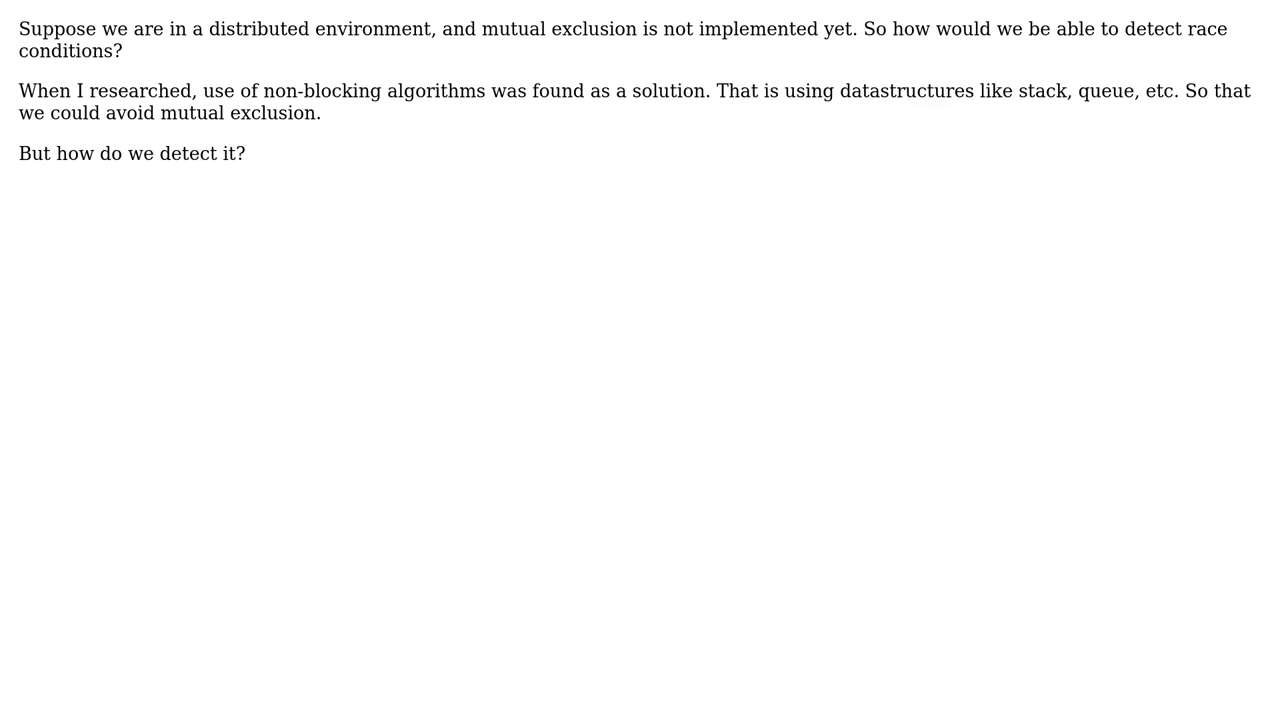 Suppose we are in a distributed environment, and mutual exclusion is not implemented yet. So how would we be able to detect race
conditions?
When I researched, use of non-blocking algorithms was found as a solution. That is using datastructures like stack, queue, etc. So that
we could avoid mutual exclusion.
But how do we detect it?